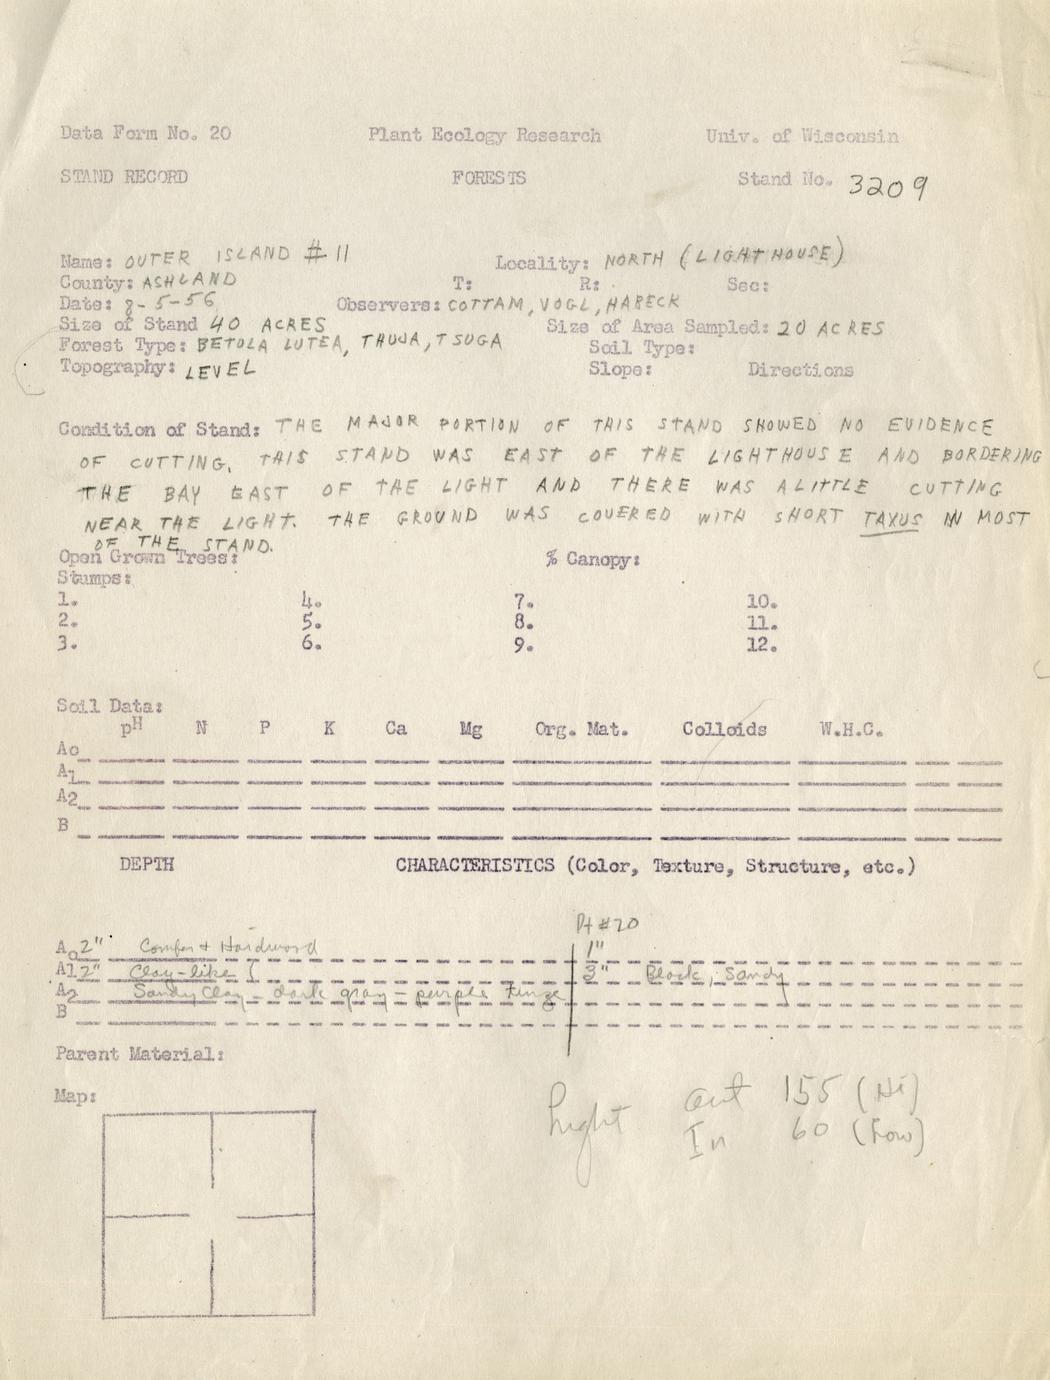 Data Form No. 20 Plant Ecology Research Univ. of Wisconsin
STAND RECORD FORESTS Stand No. 3209
Name: OUTER ISLAND #11 Locality: NORTH (LIGHTHOUSE)
County: ASHLAND T: R: Sec:
Date: 8-5-56 Observers: COTTAM, VOGL, HABECK
Size of Stand 40 ACRES Size of Area Sampled: 20 ACRES
Forest Type: BETULA LUTEA, THUJA, TSUGA Soil Type:
Topography: LEVEL Slope: Directions
Condition of Stand: THE MAJOR PORTION OF THIS STAND SHOWED NO EVIDENCE
OF CUTTING. THIS STAND WAS EAST OF THE LIGHTHOUSE AND BORDERING
THE BAY EAST OF THE LIGHT AND THERE WAS A LITTLE CUTTING
NEAR THE LIGHT. THE GROUND WAS COVERED WITH SHORT TAXUS IN MOST
OF THE STAND.
Open Grown Trees: % Canopy:
Stumps:
1. 4. 7. 10.
2. 5. 8. 11.
3. 6. 9. 12.
Soil Data:
pH N P K Ca Mg Org. Mat. Colloids W.H.C.
Ao
A1
A2
B
DEPTH CHARACTERISTICS (Color, Texture, Structure, etc.)
Pt #20
Ao 2" Conifer + Hardwood 1"
A1 2" Clay-like 3" Black, Sandy
A2 Sandy Clay - dark gray - purple tinge
B
Parent Material:
Map:
Light out 155 (Hi)
In 60 (Low)